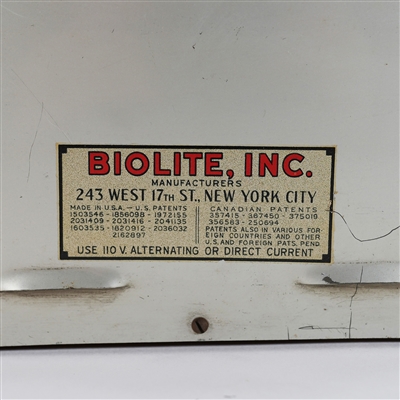 BIOLITE, INC.
MANUFACTURERS
243 WEST 17TH ST., NEW YORK CITY
MADE IN U.S.A. — U.S. PATENTS
1503546 - 1856098 - 1972155
2031409 - 2031416 - 2041135
1603535 - 1820912 - 2036032
2162897
CANADIAN PATENTS
357415 - 387450 - 375019
356583 - 250694
PATENTS ALSO IN VARIOUS FOR
EIGN COUNTRIES AND OTHER
U.S. AND FOREIGN PATS. PEND.
USE 110 V. ALTERNATING OR DIRECT CURRENT